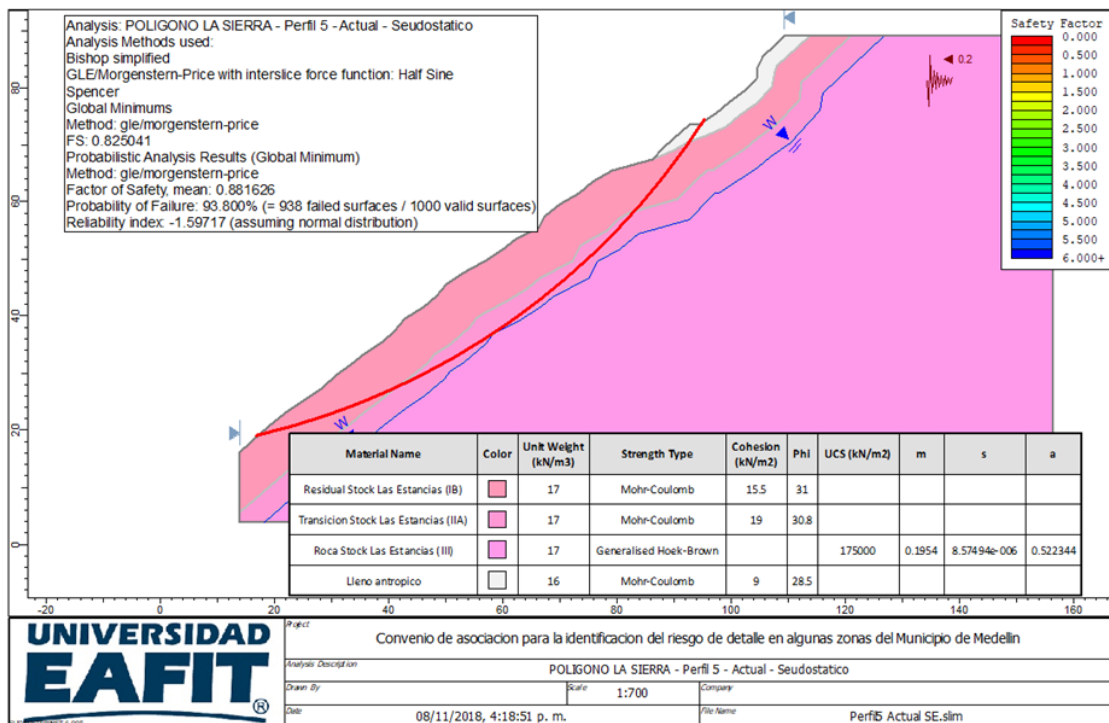 Analysis: POLIGONO LA SIERRA - Perfil 5 - Actual - Seudostatico
Analysis Methods used:
Bishop simplified
GLE/Morgenstern-Price with interslice force function: Half Sine
Spencer
Global Minimums
Method: gle/morgenstern-price
FS: 0.825041
Probabilistic Analysis Results (Global Minimum)
Method: gle/morgenstern-price
Factor of Safety, mean: 0.881626
Probability of Failure: 93.800% (= 938 failed surfaces / 1000 valid surfaces)
Reliability index: -1.59717 (assuming normal distribution)
Safety Factor
0.000
0.500
1.000
1.500
2.000
2.500
3.000
3.500
4.000
4.500
5.000
5.500
6.000+
0.2
W
W
80
60
40
20
0
Material Name Color Unit Weight (kN/m3) Strength Type Cohesion (kN/m2) Phi UCS (kN/m2) m s a
Residual Stock Las Estancias (IB) 17 Mohr-Coulomb 15.5 31
Transicion Stock Las Estancias (IIA) 17 Mohr-Coulomb 19 30.8
Roca Stock Las Estancias (III) 17 Generalised Hoek-Brown 175000 0.1954 8.57494e-006 0.522344
Lleno antropico 16 Mohr-Coulomb 9 28.5
-20 0 20 40 60 80 100 120 140 160
UNIVERSIDAD
EAFIT
®
Project
Convenio de asociacion para la identificacion del riesgo de detalle en algunas zonas del Municipio de Medellin
Analysis Description
POLIGONO LA SIERRA - Perfil 5 - Actual - Seudostatico
Drawn By
Scale 1:700
Company
Date 08/11/2018, 4:18:51 p. m.
File Name Perfil5 Actual SE.slim